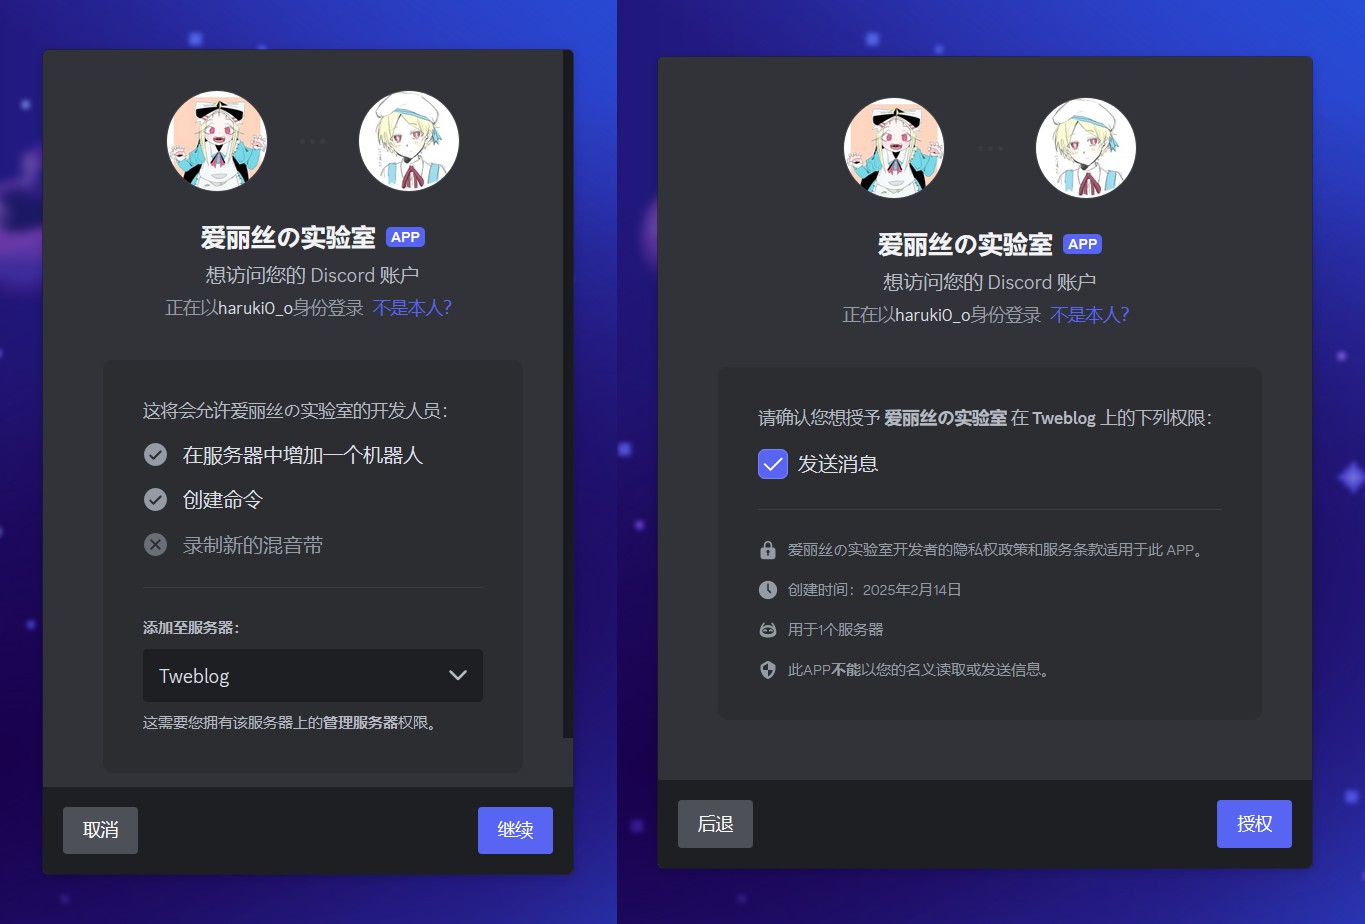 爱丽丝の实验室 APP
想访问您的 Discord 账户
正在以haruki0_o身份登录 不是本人?
这将会允许爱丽丝の实验室的开发人员：
在服务器中增加一个机器人
创建命令
录制新的混音带
添加至服务器：
Tweblog
这需要您拥有该服务器上的管理服务器权限。
取消
继续
爱丽丝の实验室 APP
想访问您的 Discord 账户
正在以haruki0_o身份登录 不是本人?
请确认您想授予 爱丽丝の实验室 在 Tweblog 上的下列权限：
发送消息
爱丽丝の实验室开发者的隐私权政策和服务条款适用于此 APP。
创建时间：2025年2月14日
用于1个服务器
此APP不能以您的名义读取或发送信息。
后退
授权